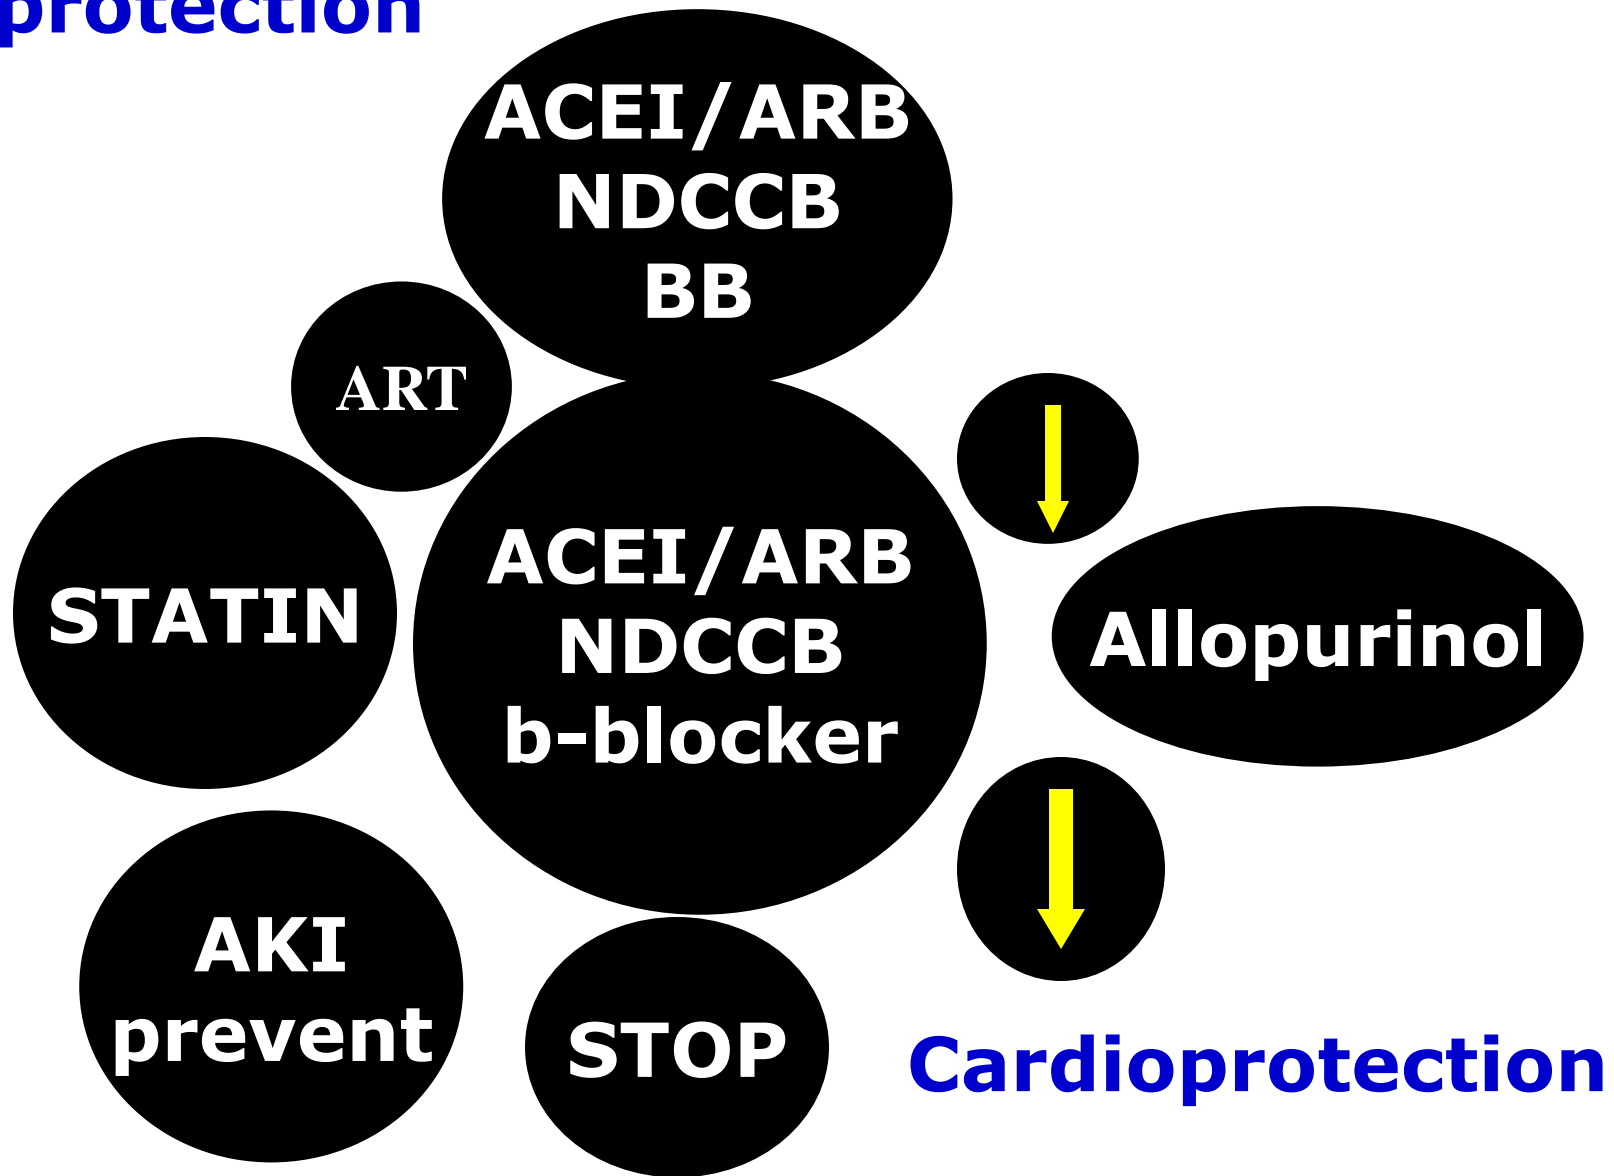 protection
ACEI/ARB
NDCCB
BB
ART
STATIN
ACEI/ARB
NDCCB
b-blocker
Allopurinol
AKI
prevent
STOP
Cardioprotection